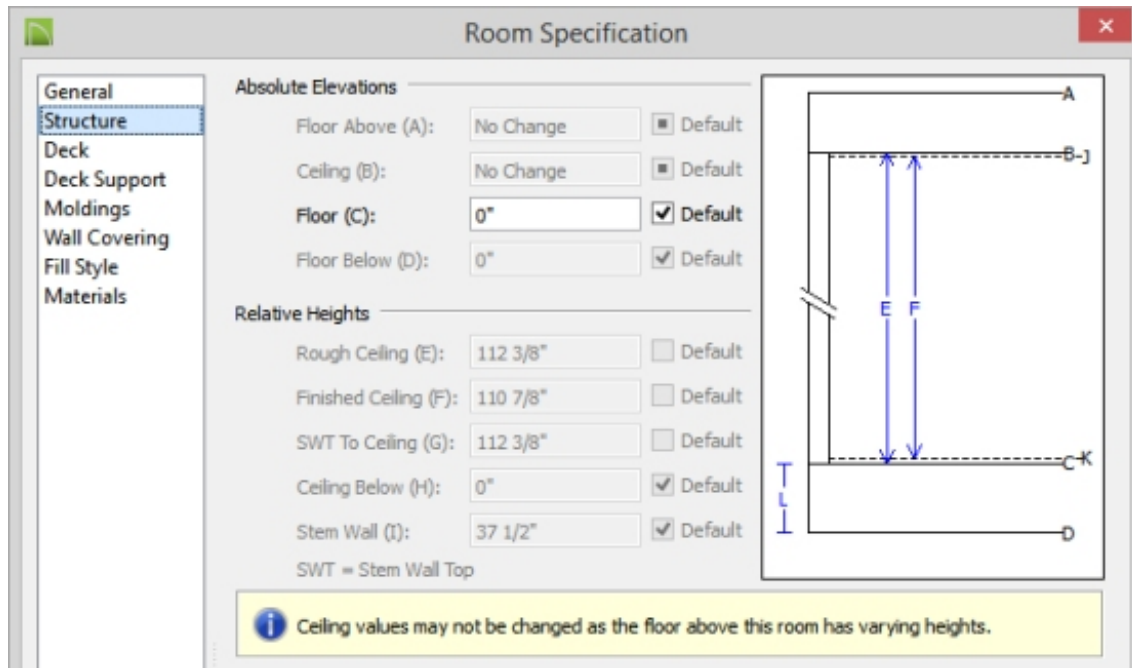 Room Specification
General
Structure
Deck
Deck Support
Moldings
Wall Covering
Fill Style
Materials
Absolute Elevations
Floor Above (A): No Change Default
Ceiling (B): No Change Default
Floor (C): 0" Default
Floor Below (D): 0" Default
Relative Heights
Rough Ceiling (E): 112 3/8" Default
Finished Ceiling (F): 110 7/8" Default
SWT To Ceiling (G): 112 3/8" Default
Ceiling Below (H): 0" Default
Stem Wall (I): 37 1/2" Default
SWT = Stem Wall Top
A
B-J
E F
C-K
L
D
Ceiling values may not be changed as the floor above this room has varying heights.